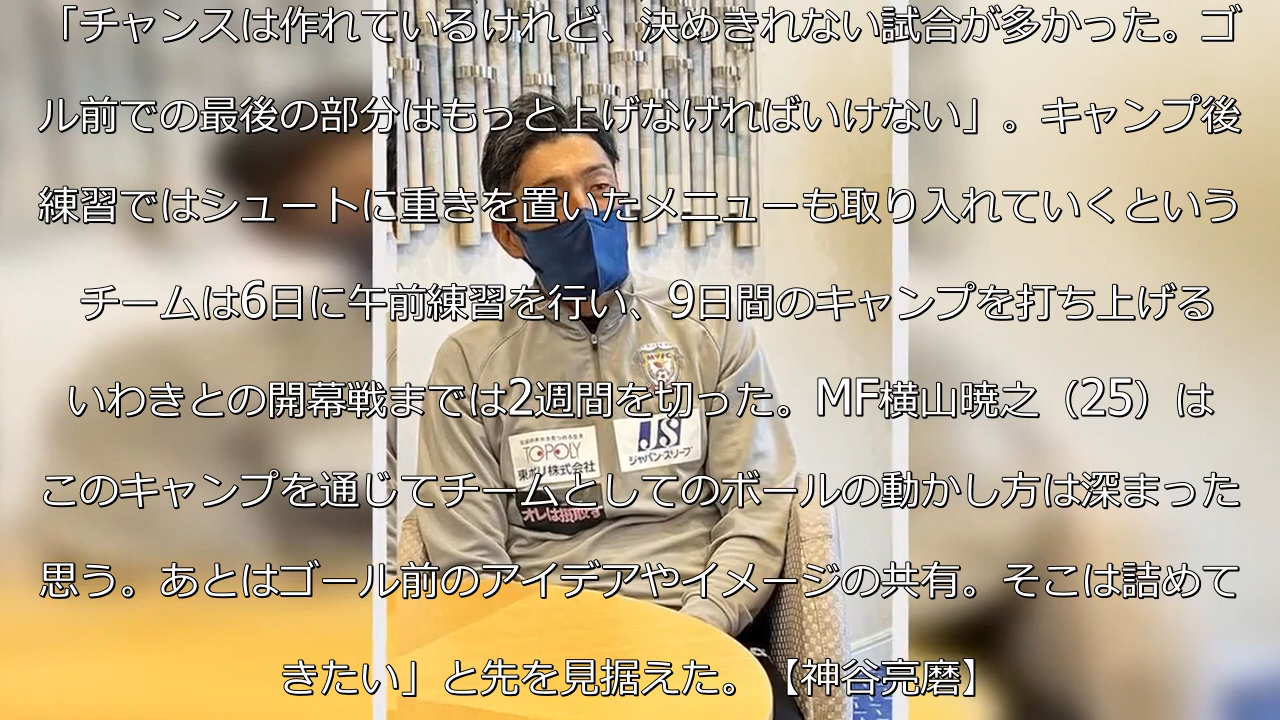 「チャンスは作れているけれど、決めきれない試合が多かった。ゴ
ル前での最後の部分はもっと上げなければいけない」。キャンプ後
練習ではシュートに重きを置いたメニューも取り入れていくという
チームは6日に午前練習を行い、9日間のキャンプを打ち上げる
いわきとの開幕戦までは2週間を切った。MF横山暁之（25）は
このキャンプを通じてチームとしてのボールの動かし方は深まった
思う。あとはゴール前のアイデアやイメージの共有。そこは詰めて
きたい」と先を見据えた。【神谷亮磨】
MYFC
TOPOLY
東ポリ株式会社
JSJ
ジャパン・スリーブ
オレは摂取す